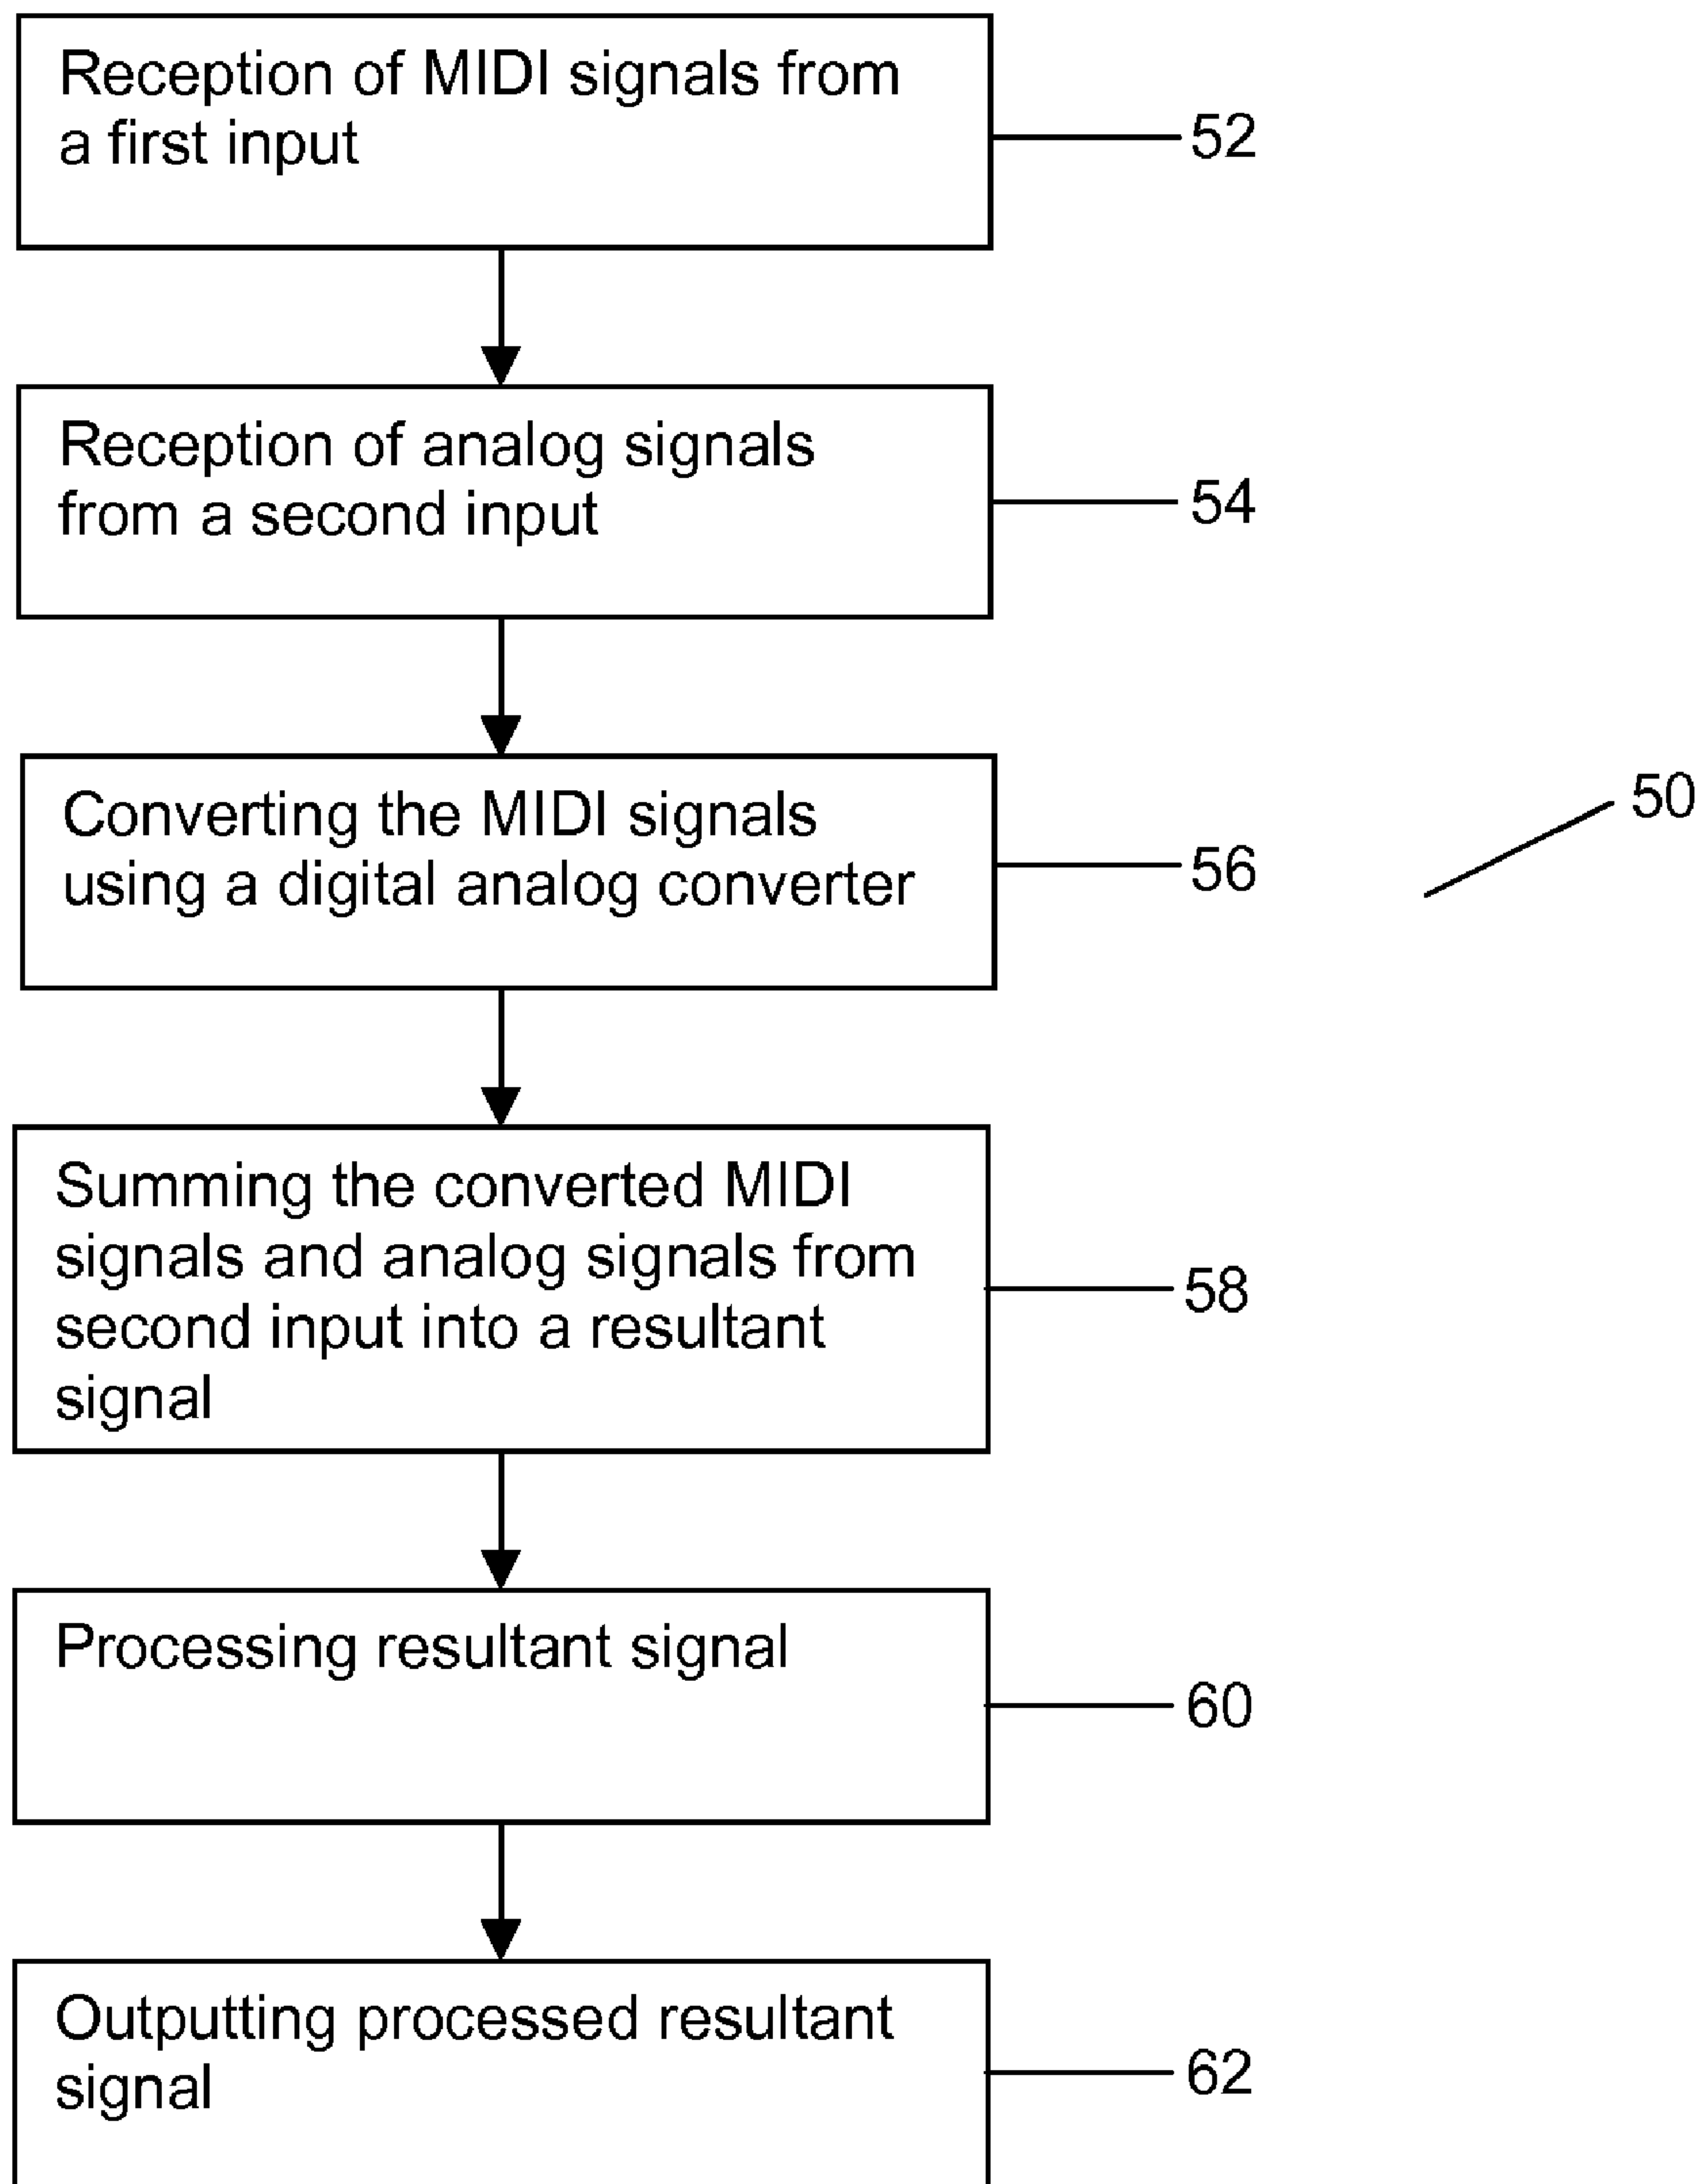 Reception of MIDI signals from
a first input
52
Reception of analog signals
from a second input
54
Converting the MIDI signals
using a digital analog converter
56
50
Summing the converted MIDI
signals and analog signals from
second input into a resultant
signal
58
Processing resultant signal
60
Outputting processed resultant
signal
62